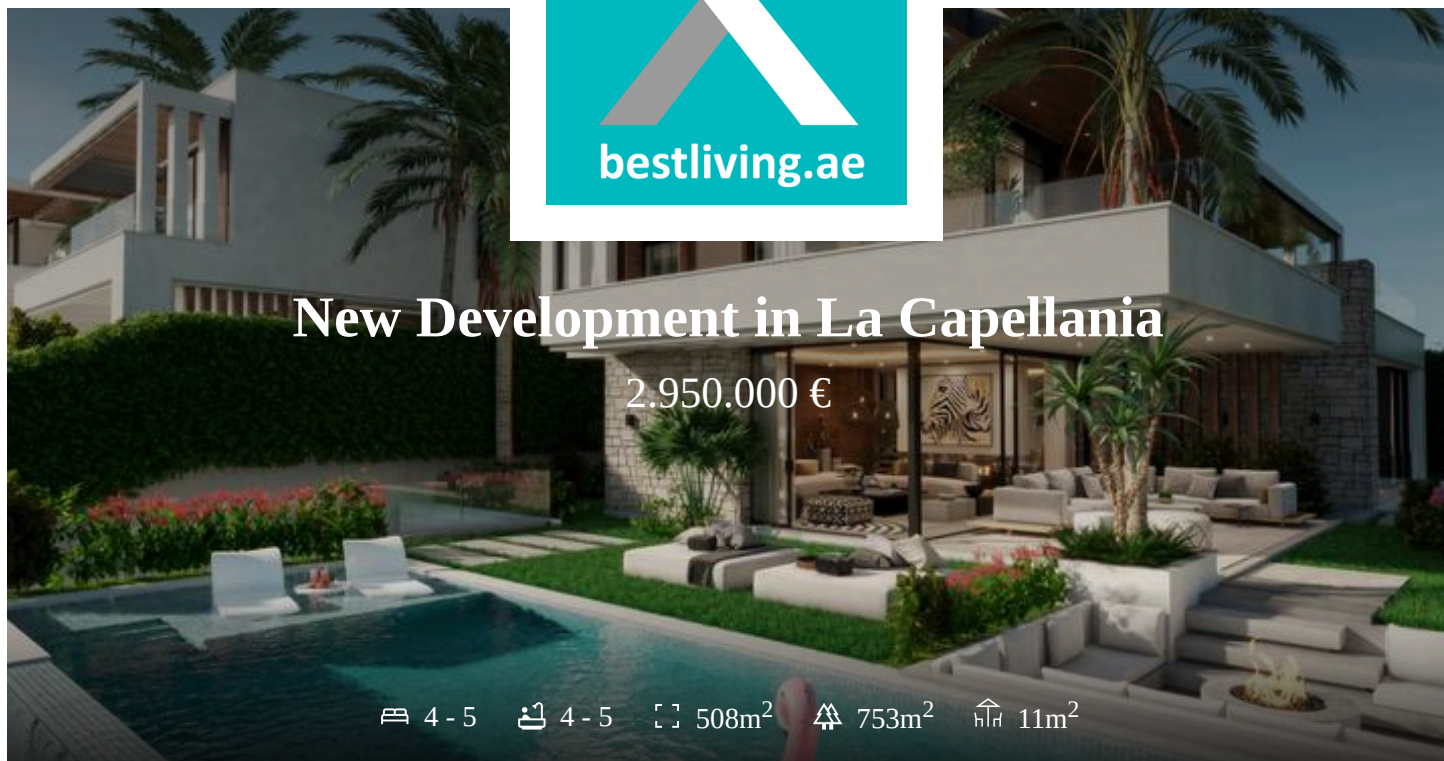 bestliving.ae
New Development in La Capellania
2.950.000 €
4 - 5 4 - 5 508m² 753m² 11m²